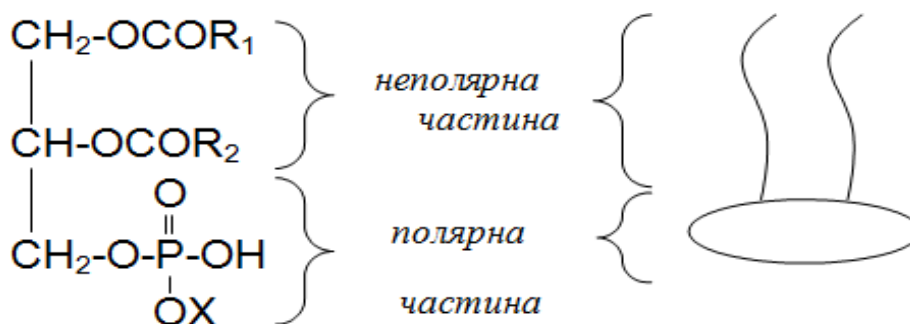 CH₂-OCOR₁
неполярна
частина
CH-OCOR₂
O
полярна
CH₂-O-P-OH
частина
OX